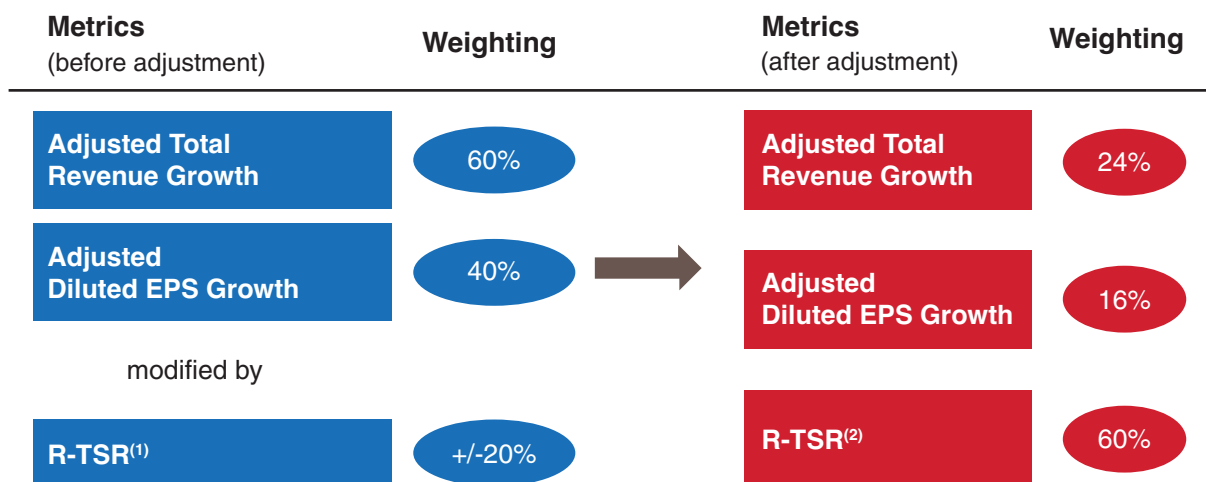 Metrics
(before adjustment)
Weighting
Metrics
(after adjustment)
Weighting
Adjusted Total
Revenue Growth
60%
Adjusted Total
Revenue Growth
24%
Adjusted
Diluted EPS Growth
40%
Adjusted
Diluted EPS Growth
16%
modified by
R-TSR(1)
+/-20%
R-TSR(2)
60%